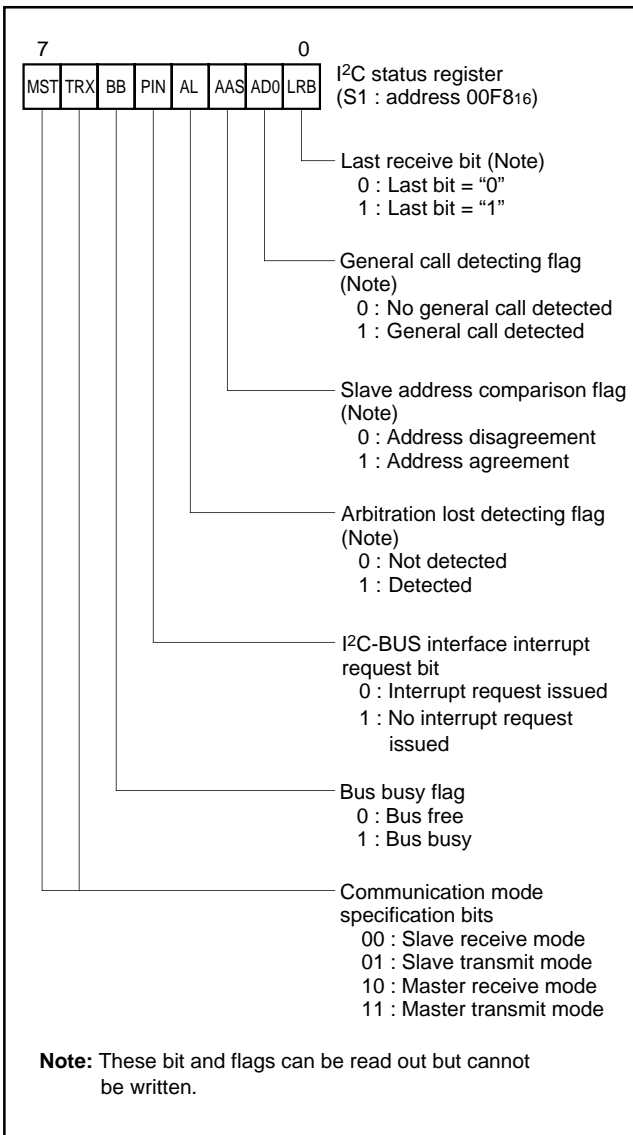 7 0
MST TRX BB PIN AL AAS AD0 LRB
I²C status register
(S1 : address 00F8₁₆)
Last receive bit (Note)
0 : Last bit = “0”
1 : Last bit = “1”
General call detecting flag
(Note)
0 : No general call detected
1 : General call detected
Slave address comparison flag
(Note)
0 : Address disagreement
1 : Address agreement
Arbitration lost detecting flag
(Note)
0 : Not detected
1 : Detected
I²C-BUS interface interrupt
request bit
0 : Interrupt request issued
1 : No interrupt request
issued
Bus busy flag
0 : Bus free
1 : Bus busy
Communication mode
specification bits
00 : Slave receive mode
01 : Slave transmit mode
10 : Master receive mode
11 : Master transmit mode
Note: These bit and flags can be read out but cannot
be written.